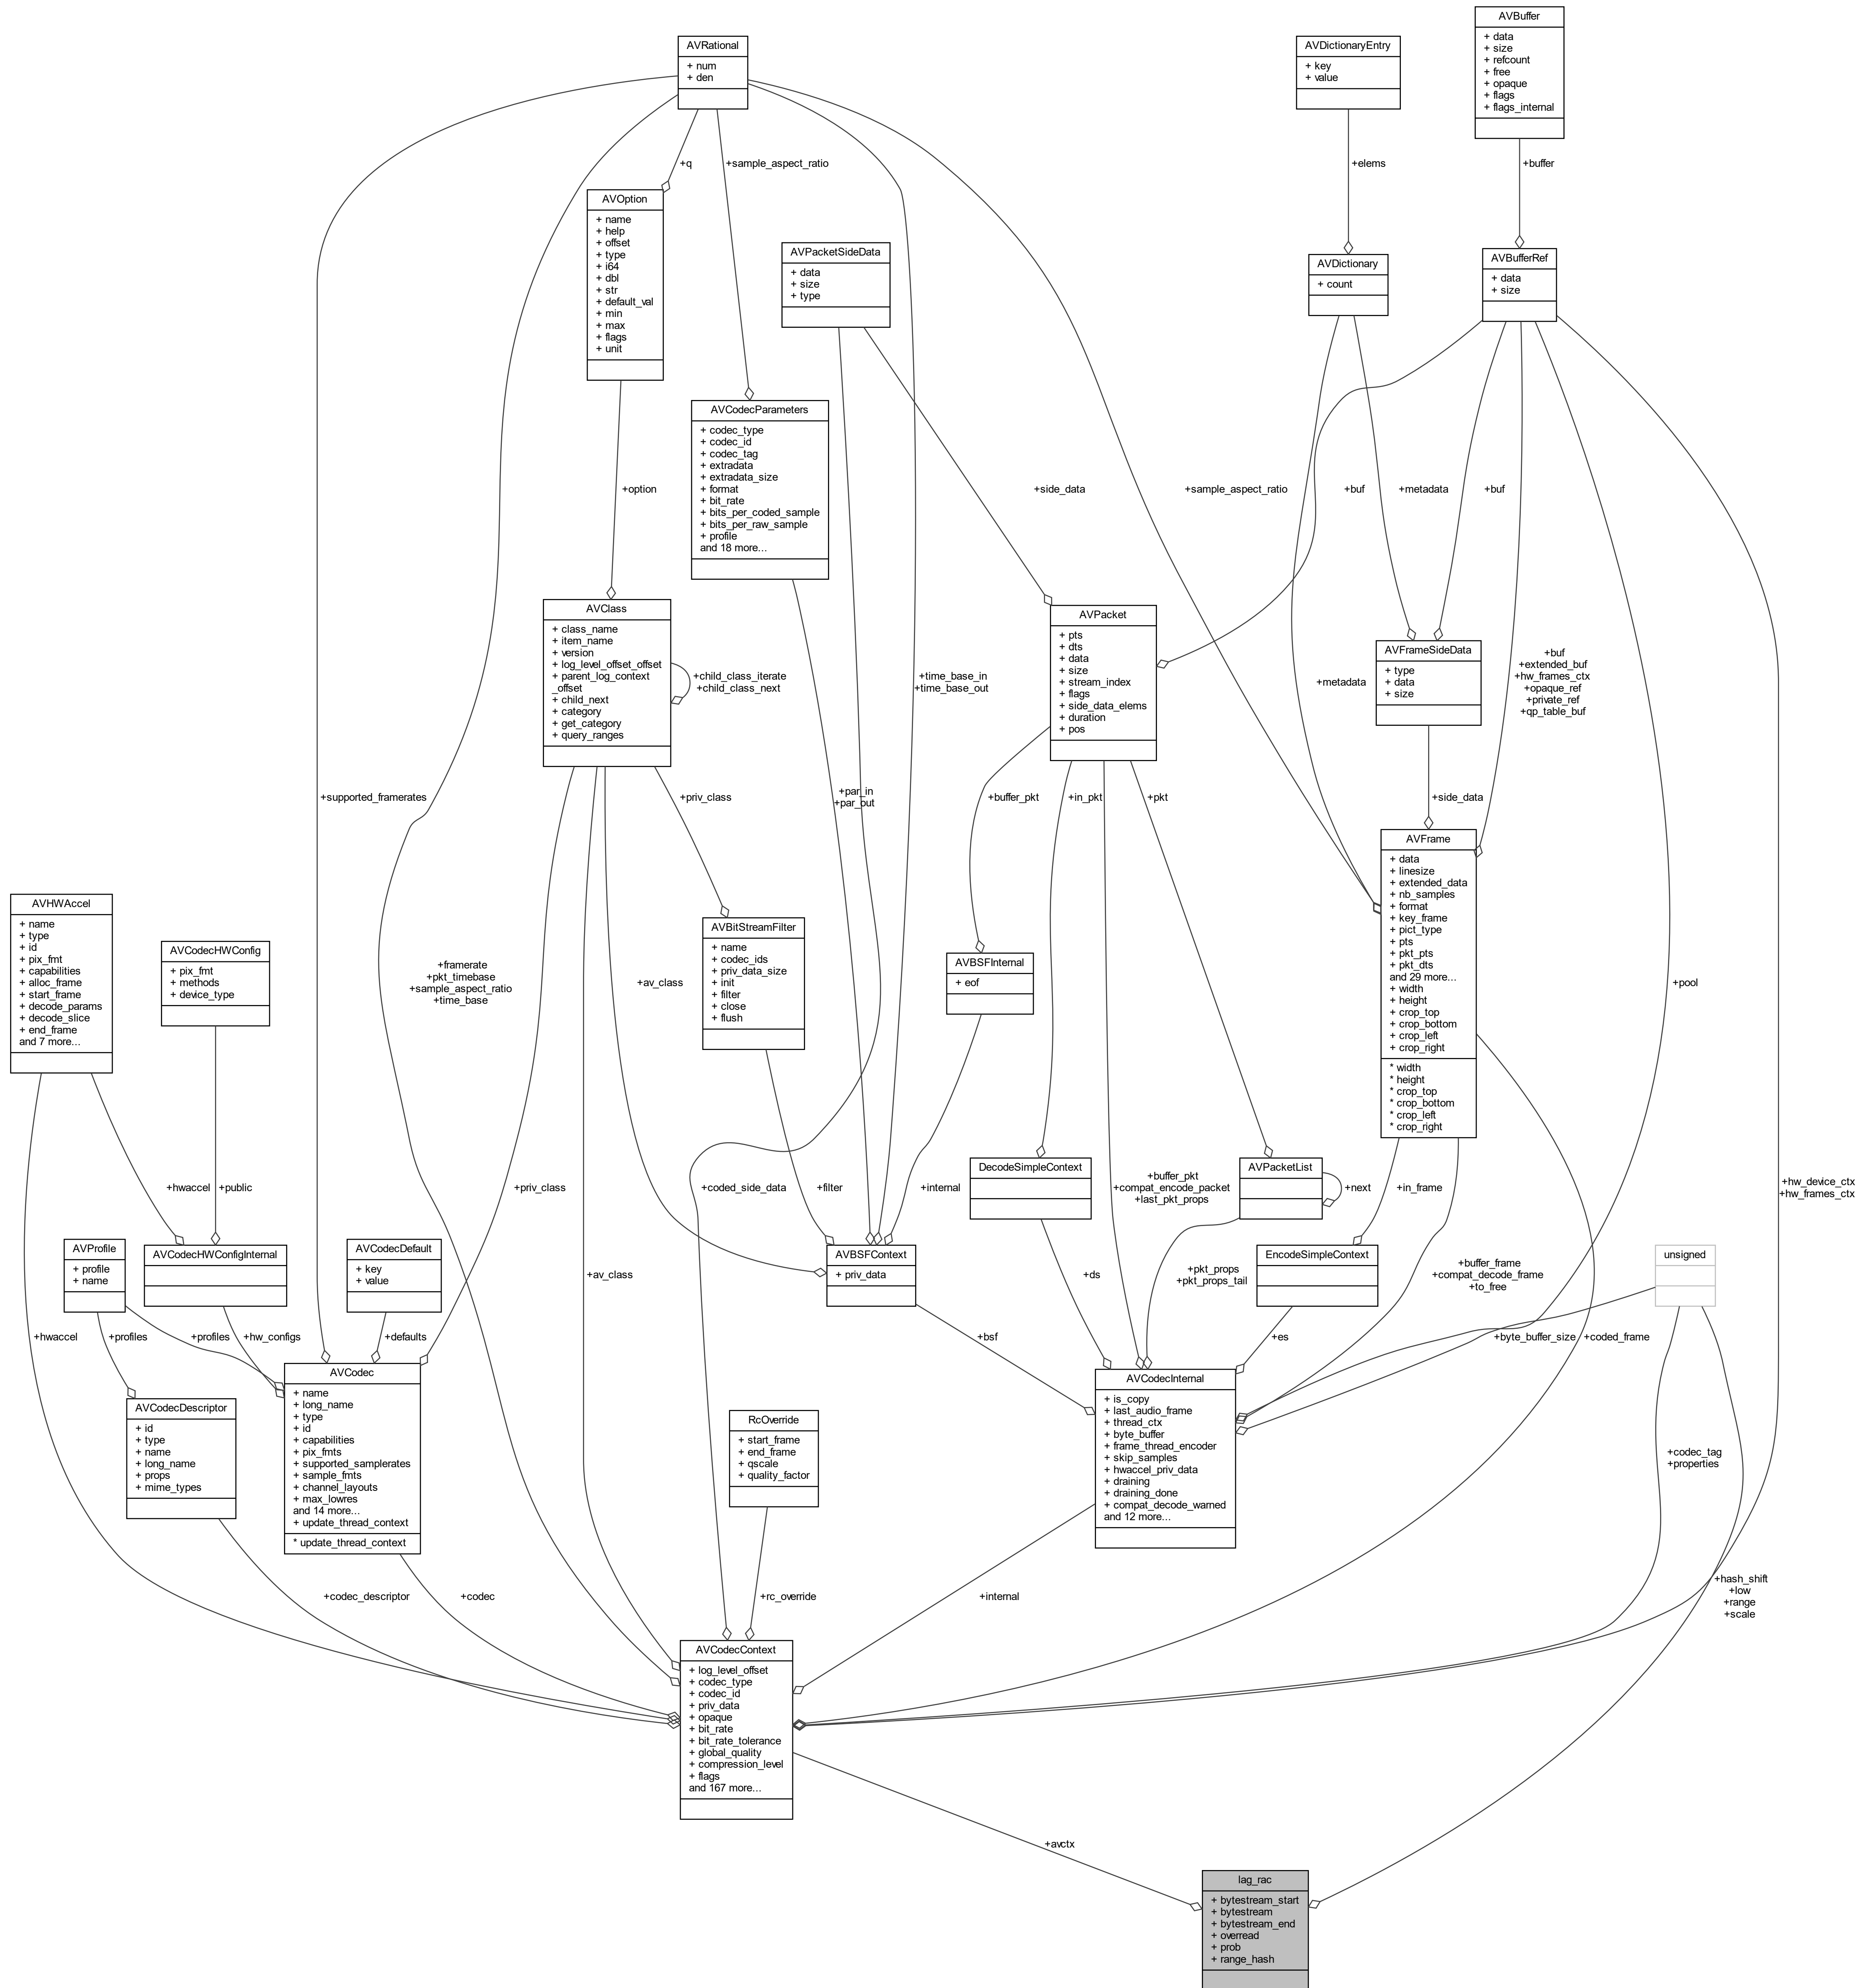 AVBuffer
+ data
+ size
+ refcount
+ free
+ opaque
+ flags
+ flags_internal
AVRational
+ num
+ den
AVDictionaryEntry
+ key
+ value
+q
+sample_aspect_ratio
+elems
+buffer
AVOption
+ name
+ help
+ offset
+ type
+ i64
+ dbl
+ str
+ default_val
+ min
+ max
+ flags
+ unit
AVPacketSideData
+ data
+ size
+ type
AVDictionary
+ count
AVBufferRef
+ data
+ size
AVCodecParameters
+ codec_type
+ codec_id
+ codec_tag
+ extradata
+ extradata_size
+ format
+ bit_rate
+ bits_per_coded_sample
+ bits_per_raw_sample
+ profile
and 18 more...
+option
+side_data
+sample_aspect_ratio
+buf
+metadata
+buf
AVClass
+ class_name
+ item_name
+ version
+ log_level_offset_offset
+ parent_log_context
_offset
+ child_next
+ category
+ get_category
+ query_ranges
+child_class_iterate
+child_class_next
+time_base_in
+time_base_out
AVPacket
+ pts
+ dts
+ data
+ size
+ stream_index
+ flags
+ side_data_elems
+ duration
+ pos
+metadata
AVFrameSideData
+ type
+ data
+ size
+buf
+extended_buf
+hw_frames_ctx
+opaque_ref
+private_ref
+qp_table_buf
+supported_framerates
+priv_class
+par_in
+par_out
+buffer_pkt
+in_pkt
+pkt
+side_data
AVHWAccel
+ name
+ type
+ id
+ pix_fmt
+ capabilities
+ alloc_frame
+ start_frame
+ decode_params
+ decode_slice
+ end_frame
and 7 more...
AVCodecHWConfig
+ pix_fmt
+ methods
+ device_type
+framerate
+pkt_timebase
+sample_aspect_ratio
+time_base
+av_class
AVBitStreamFilter
+ name
+ codec_ids
+ priv_data_size
+ init
+ filter
+ close
+ flush
AVBSFInternal
+ eof
AVFrame
+ data
+ linesize
+ extended_data
+ nb_samples
+ format
+ key_frame
+ pict_type
+ pts
+ pkt_pts
+ pkt_dts
and 29 more...
+ width
+ height
+ crop_top
+ crop_bottom
+ crop_left
+ crop_right
* width
* height
* crop_top
* crop_bottom
* crop_left
* crop_right
+pool
+hwaccel
+public
+priv_class
+coded_side_data
+filter
+internal
DecodeSimpleContext
+buffer_pkt
+compat_encode_packet
+last_pkt_props
AVPacketList
+next
+in_frame
+hw_device_ctx
+hw_frames_ctx
AVProfile
+ profile
+ name
AVCodecHWConfigInternal
AVCodecDefault
+ key
+ value
+av_class
AVBSFContext
+ priv_data
+ds
+pkt_props
+pkt_props_tail
EncodeSimpleContext
+buffer_frame
+compat_decode_frame
+to_free
unsigned
+hwaccel
+profiles
+profiles
+hw_configs
+defaults
+bsf
+es
+byte_buffer_size
+coded_frame
AVCodecDescriptor
+ id
+ type
+ name
+ long_name
+ props
+ mime_types
AVCodec
+ name
+ long_name
+ type
+ id
+ capabilities
+ pix_fmts
+ supported_samplerates
+ sample_fmts
+ channel_layouts
+ max_lowres
and 14 more...
+ update_thread_context
* update_thread_context
RcOverride
+ start_frame
+ end_frame
+ qscale
+ quality_factor
AVCodecInternal
+ is_copy
+ last_audio_frame
+ thread_ctx
+ byte_buffer
+ frame_thread_encoder
+ skip_samples
+ hwaccel_priv_data
+ draining
+ draining_done
+ compat_decode_warned
and 12 more...
+codec_tag
+properties
+codec_descriptor
+codec
+rc_override
+internal
+hash_shift
+low
+range
+scale
AVCodecContext
+ log_level_offset
+ codec_type
+ codec_id
+ priv_data
+ opaque
+ bit_rate
+ bit_rate_tolerance
+ global_quality
+ compression_level
+ flags
and 167 more...
+avctx
lag_rac
+ bytestream_start
+ bytestream
+ bytestream_end
+ overread
+ prob
+ range_hash